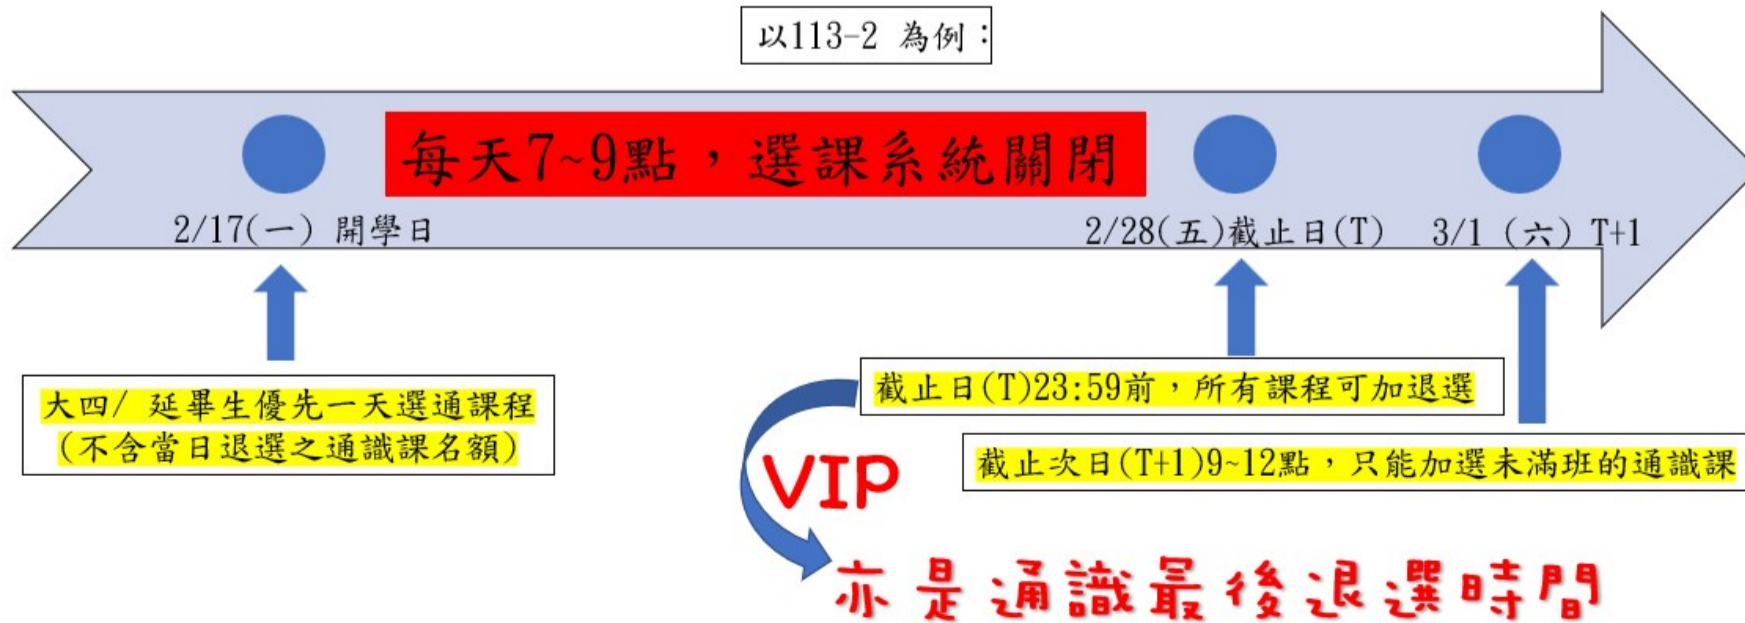 以113-2 為例：
每天7~9點，選課系統關閉
2/17(一) 開學日
2/28(五)截止日(T)
3/1 (六) T+1
大四/ 延畢生優先一天選通課程
(不含當日退選之通識課名額)
截止日(T)23:59前，所有課程可加退選
截止次日(T+1)9~12點，只能加選未滿班的通識課
VIP
亦是通識最後退選時間